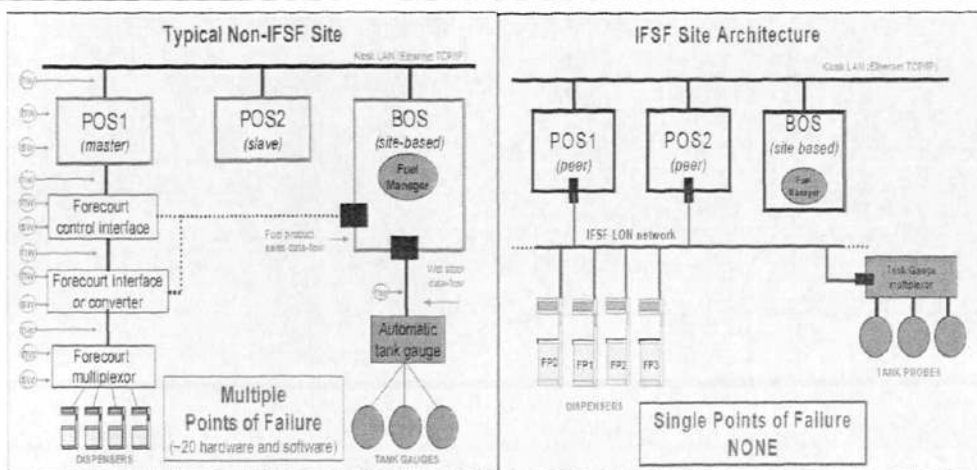 Typical Non-IFSF Site
Kiosk LAN (Ethernet TCP/IP)
POS1
(master)
POS2
(slave)
BOS
(site-based)
Fuel
Manager
Forecourt
control interface
Fuel product
sales data-flow
Forecourt interface
or converter
Wet stock
data-flow
Automatic
tank gauge
Forecourt
multiplexor
Multiple
Points of Failure
(~20 hardware and software)
DISPENSERS
TANK GAUGES
IFSF Site Architecture
Kiosk LAN (Ethernet TCP/IP)
POS1
(peer)
POS2
(peer)
BOS
(site based)
Fuel
Manager
IFSF LON network
Tank Gauge
multiplexor
FP2
FP1
FP2
FP3
TANK PROBES
DISPENSERS
Single Points of Failure
NONE